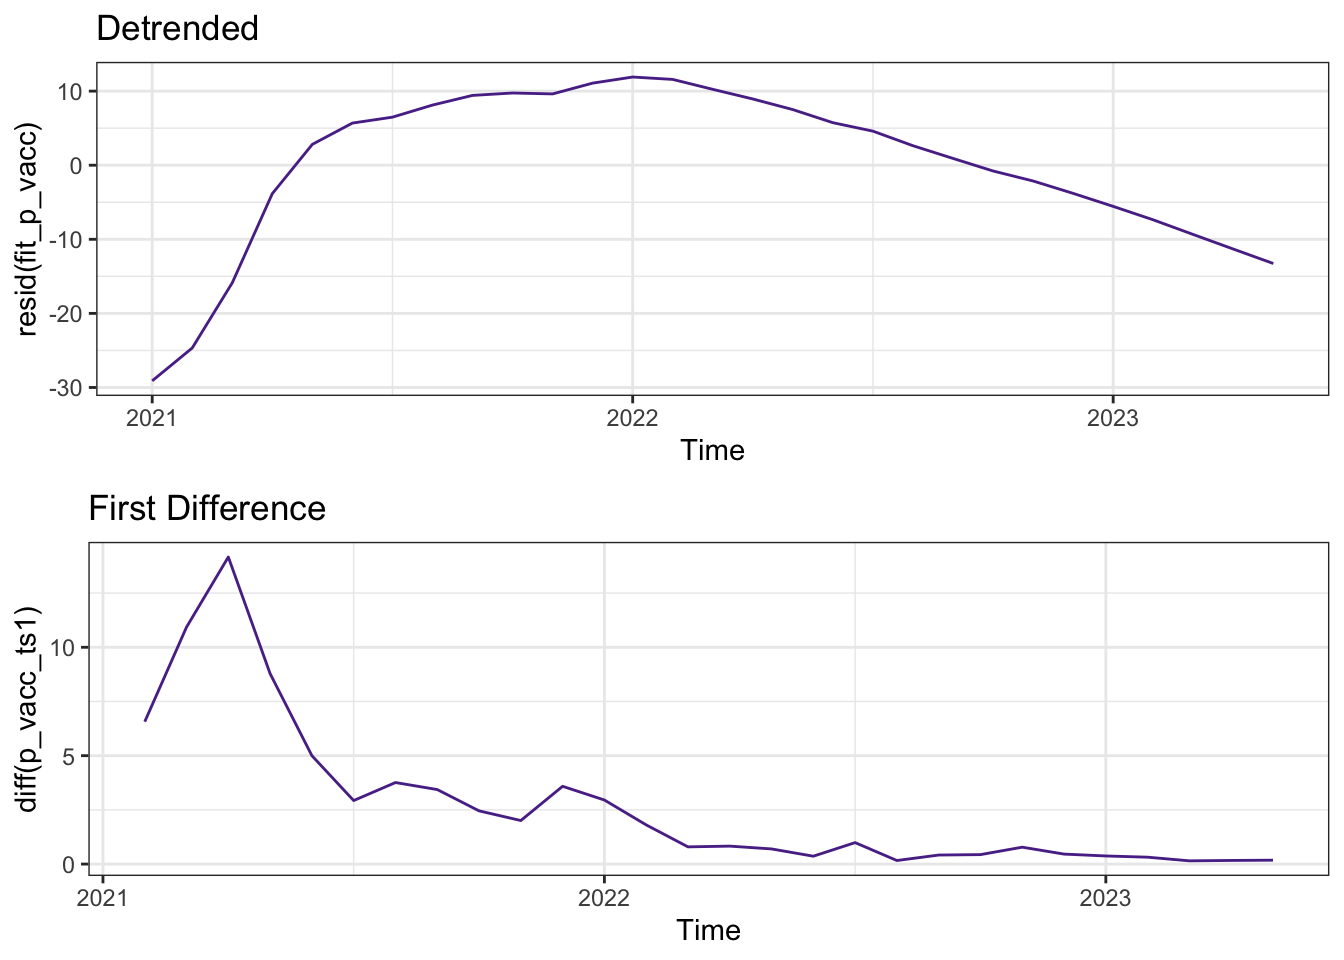 Detrended
resid(fit_p_vacc)
10
0
-10
-20
-30
2021 2022 2023
Time
First Difference
diff(p_vacc_ts1)
10
5
0
2021 2022 2023
Time